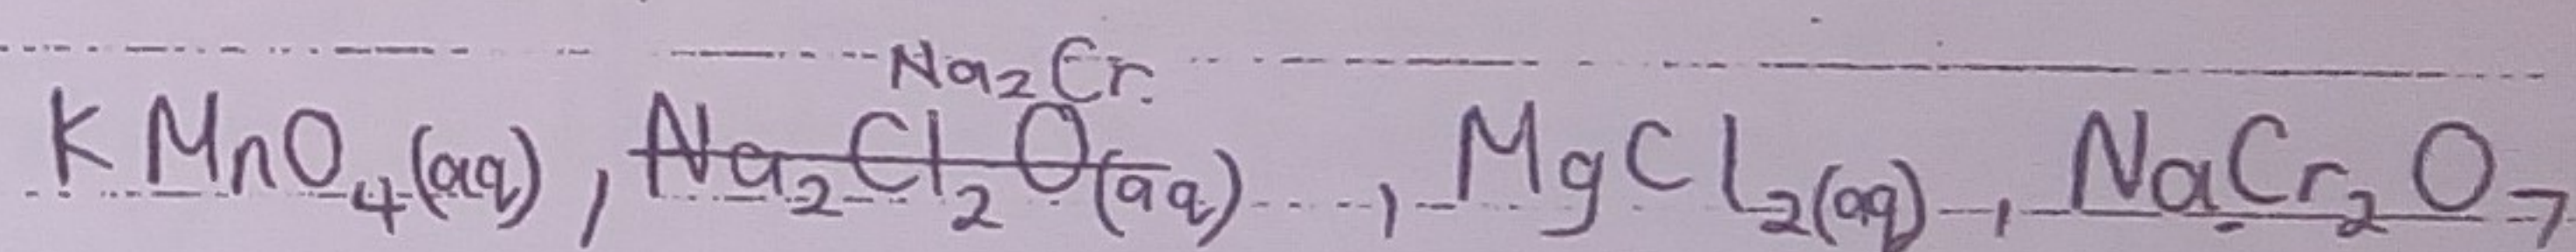 Na₂Cr.
KMnO₄(aq), Na₂Cl₂O(aq), MgCl₂(aq), NaCr₂O₇